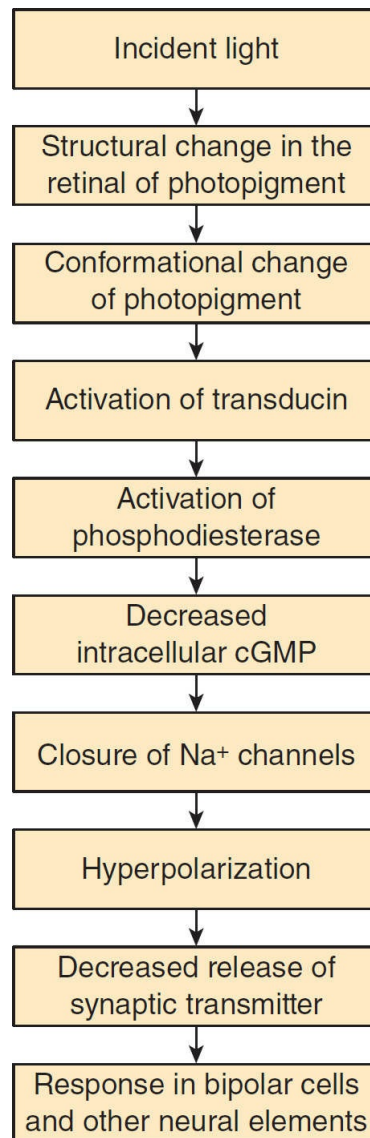 Incident light
Structural change in the
retinal of photopigment
Conformational change
of photopigment
Activation of transducin
Activation of
phosphodiesterase
Decreased
intracellular cGMP
Closure of Na⁺ channels
Hyperpolarization
Decreased release of
synaptic transmitter
Response in bipolar cells
and other neural elements